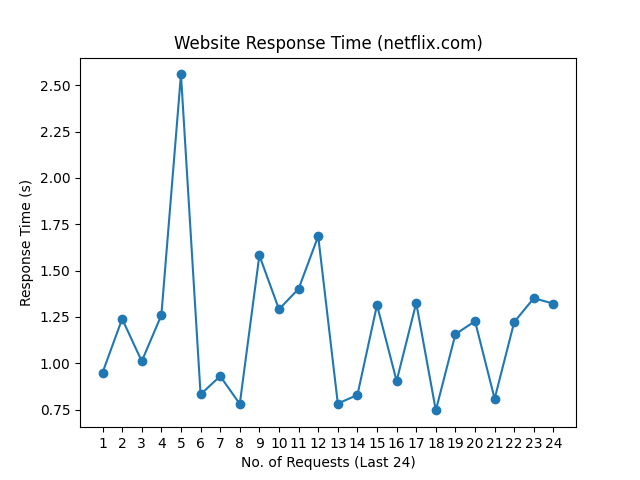 Website Response Time (netflix.com)
Response Time (s)
2.50
2.25
2.00
1.75
1.50
1.25
1.00
0.75
1 2 3 4 5 6 7 8 9 10 11 12 13 14 15 16 17 18 19 20 21 22 23 24
No. of Requests (Last 24)